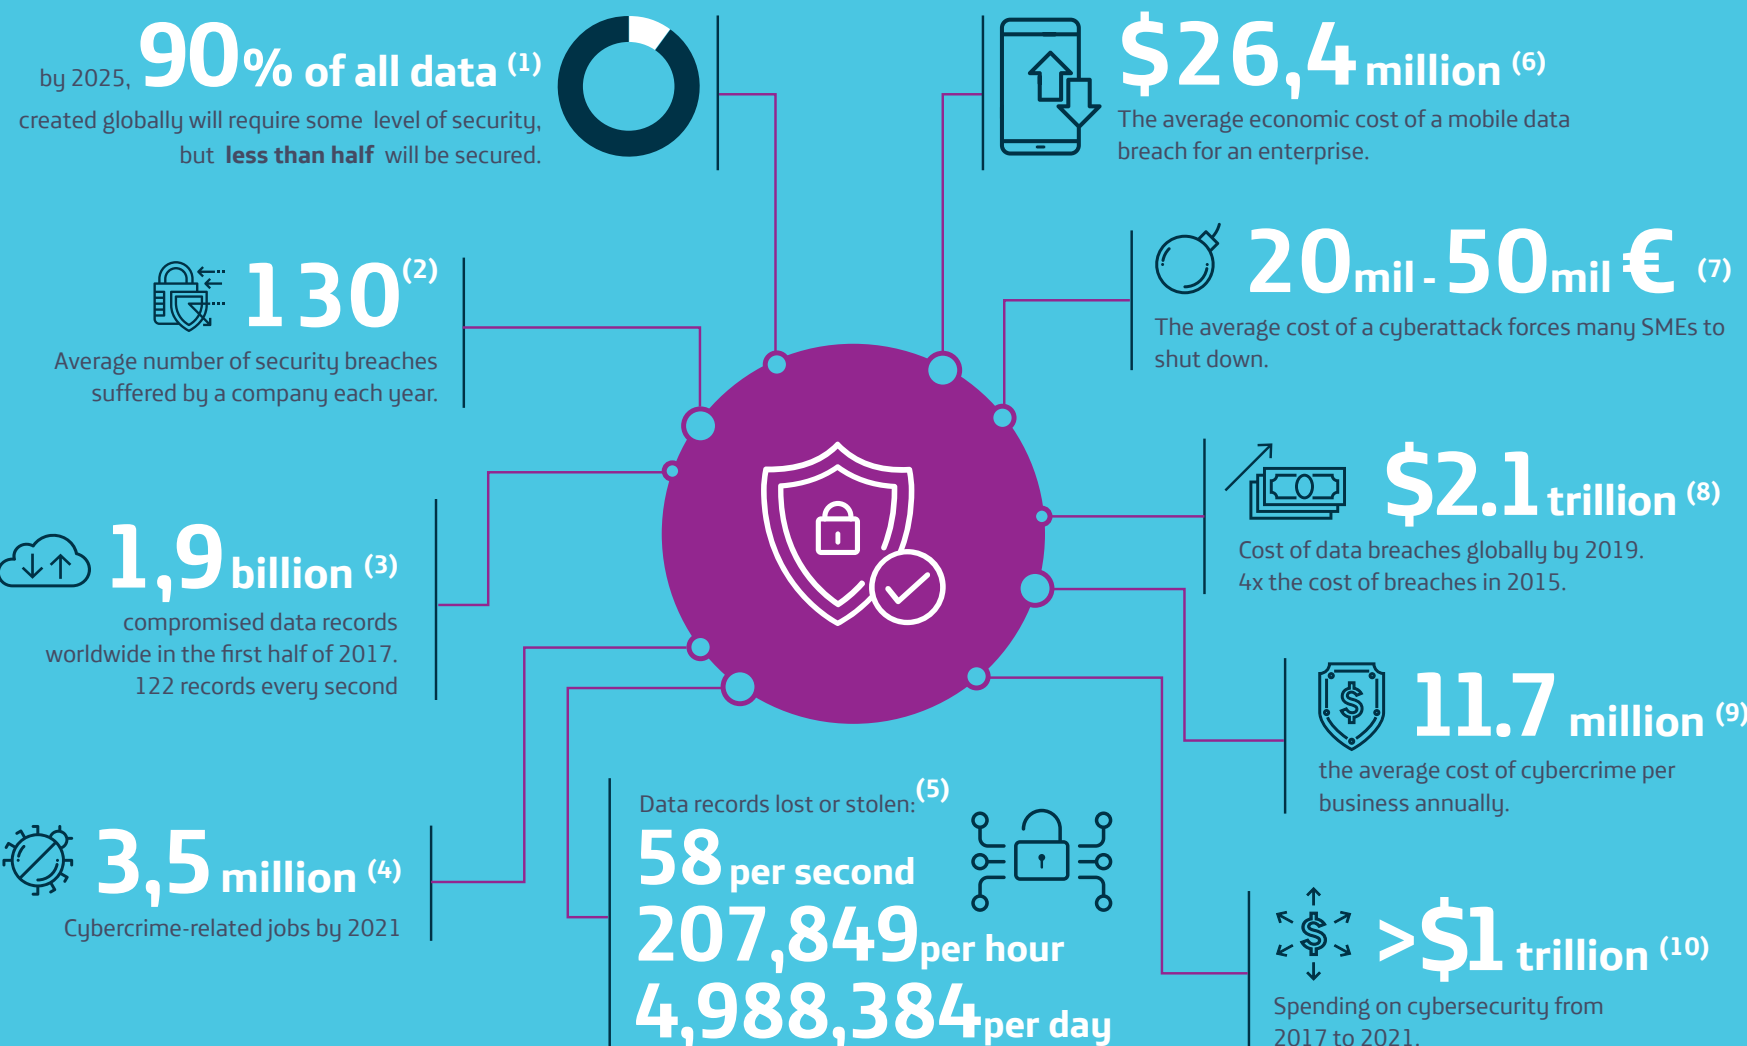 by 2025, 90% of all data (1)
created globally will require some level of security,
but less than half will be secured.
130(2)
Average number of security breaches
suffered by a company each year.
1,9 billion (3)
compromised data records
worldwide in the first half of 2017.
122 records every second
3,5 million (4)
Cybercrime-related jobs by 2021
Data records lost or stolen:(5)
58 per second
207,849per hour
4,988,384per day
$26,4 million (6)
The average economic cost of a mobile data
breach for an enterprise.
20mil - 50mil € (7)
The average cost of a cyberattack forces many SMEs to
shut down.
$2.1 trillion (8)
Cost of data breaches globally by 2019.
4x the cost of breaches in 2015.
11.7 million (9)
the average cost of cybercrime per
business annually.
>$1 trillion (10)
Spending on cybersecurity from
2017 to 2021.